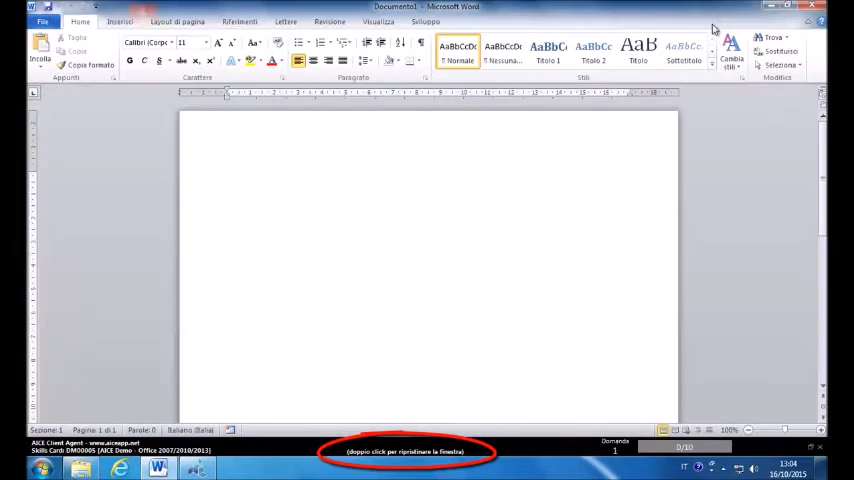 Documento1 - Microsoft Word
File Home Inserisci Layout di pagina Riferimenti Lettere Revisione Visualizza Sviluppo
Incolla
Taglia
Copia
Copia formato
Appunti
Calibri (Corpo 11
Carattere
Paragrafo
AaBbCcDc AaBbCcDc AaBbC AaBbCc AaB AaBbCc.
¶ Normale ¶ Nessuna... Titolo 1 Titolo 2 Titolo Sottotitolo
Cambia
stili
Stili
Trova
Sostituisci
Seleziona
Modifica
Sezione: 1 Pagina: 1 di 1 Parole: 0 Italiano (Italia) 100%
AICE Client Agent - www.aiceapp.net
Skills Card: DM00005 [AICE Demo - Office 2007/2010/2013]
(doppio click per ripristinare la finestra)
Domanda
1
0/10
IT
13:04
16/10/2015